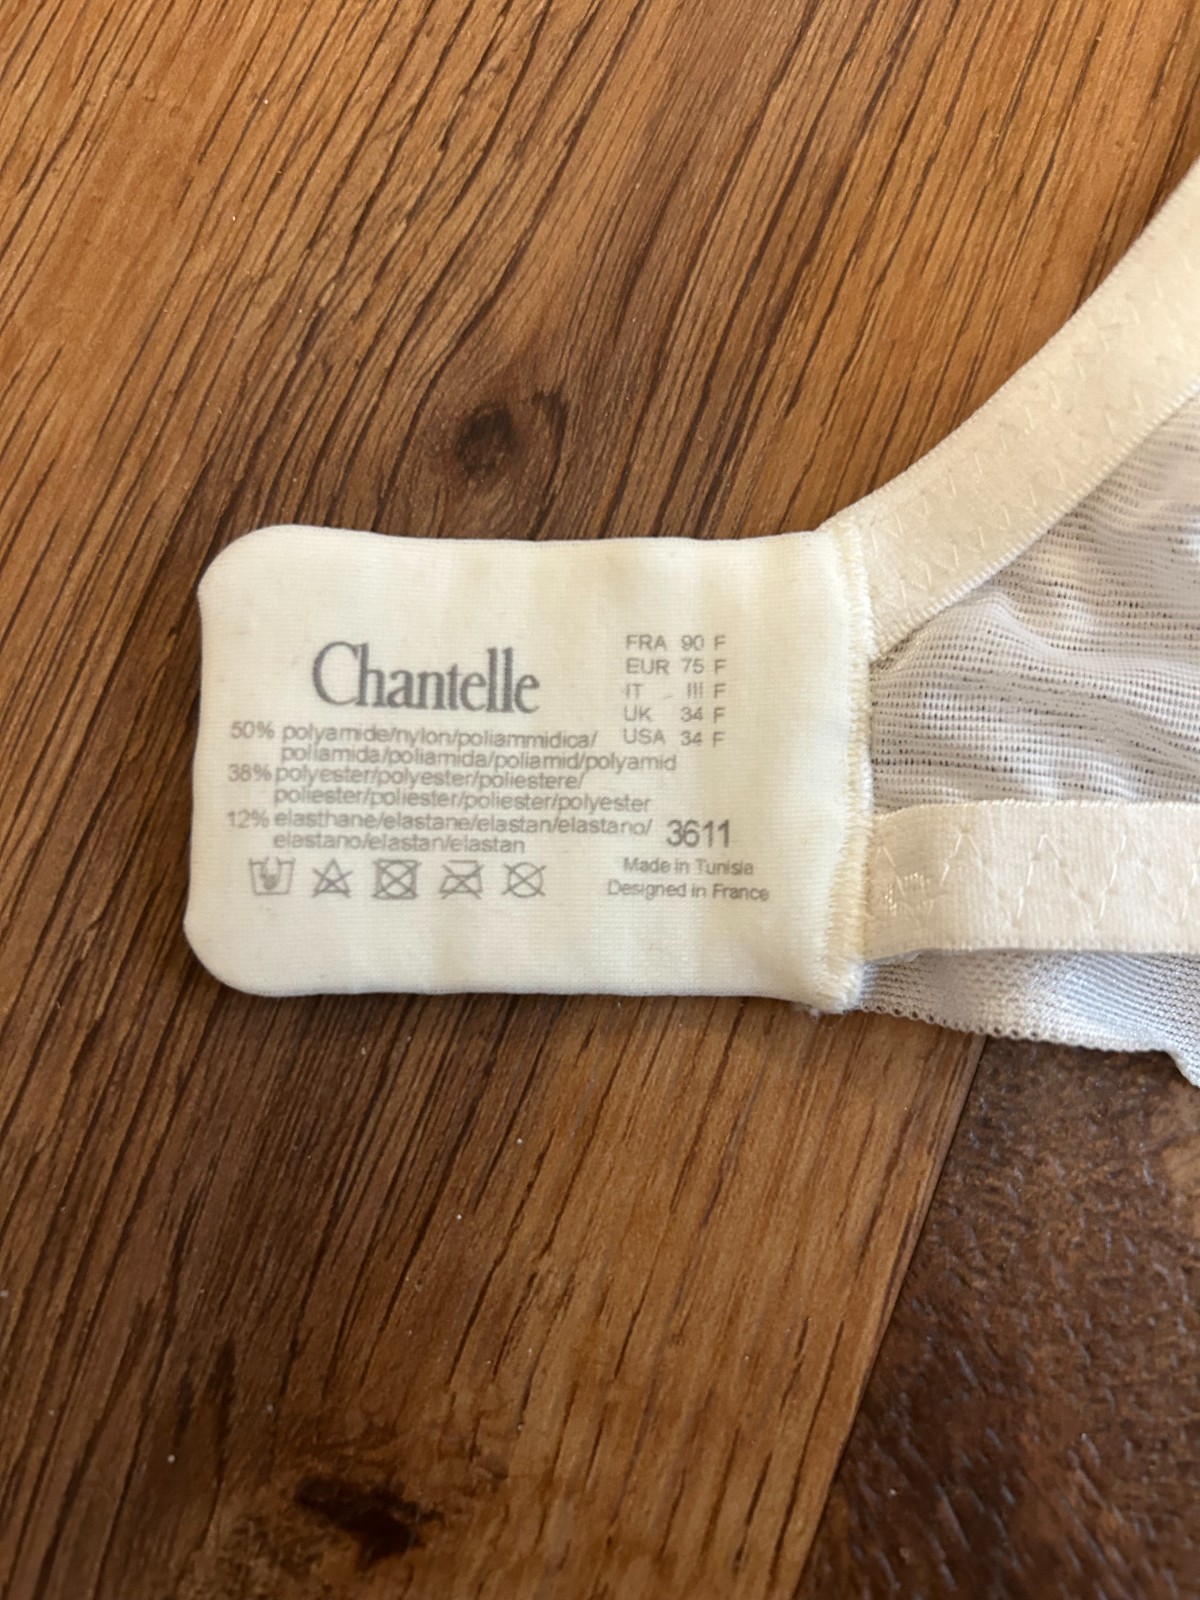 Chantelle
FRA 90 F
EUR 75 F
IT III F
UK 34 F
USA 34 F
50% polyamide/nylon/poliammidica/
poliamida/poliamida/poliamid/polyamid
38% polyester/polyester/poliestere/
poliester/poliester/poliester/polyester
12% elasthane/elastane/elastan/elastano/
elastano/elastan/elastan
3611
Made in Tunisia
Designed in France